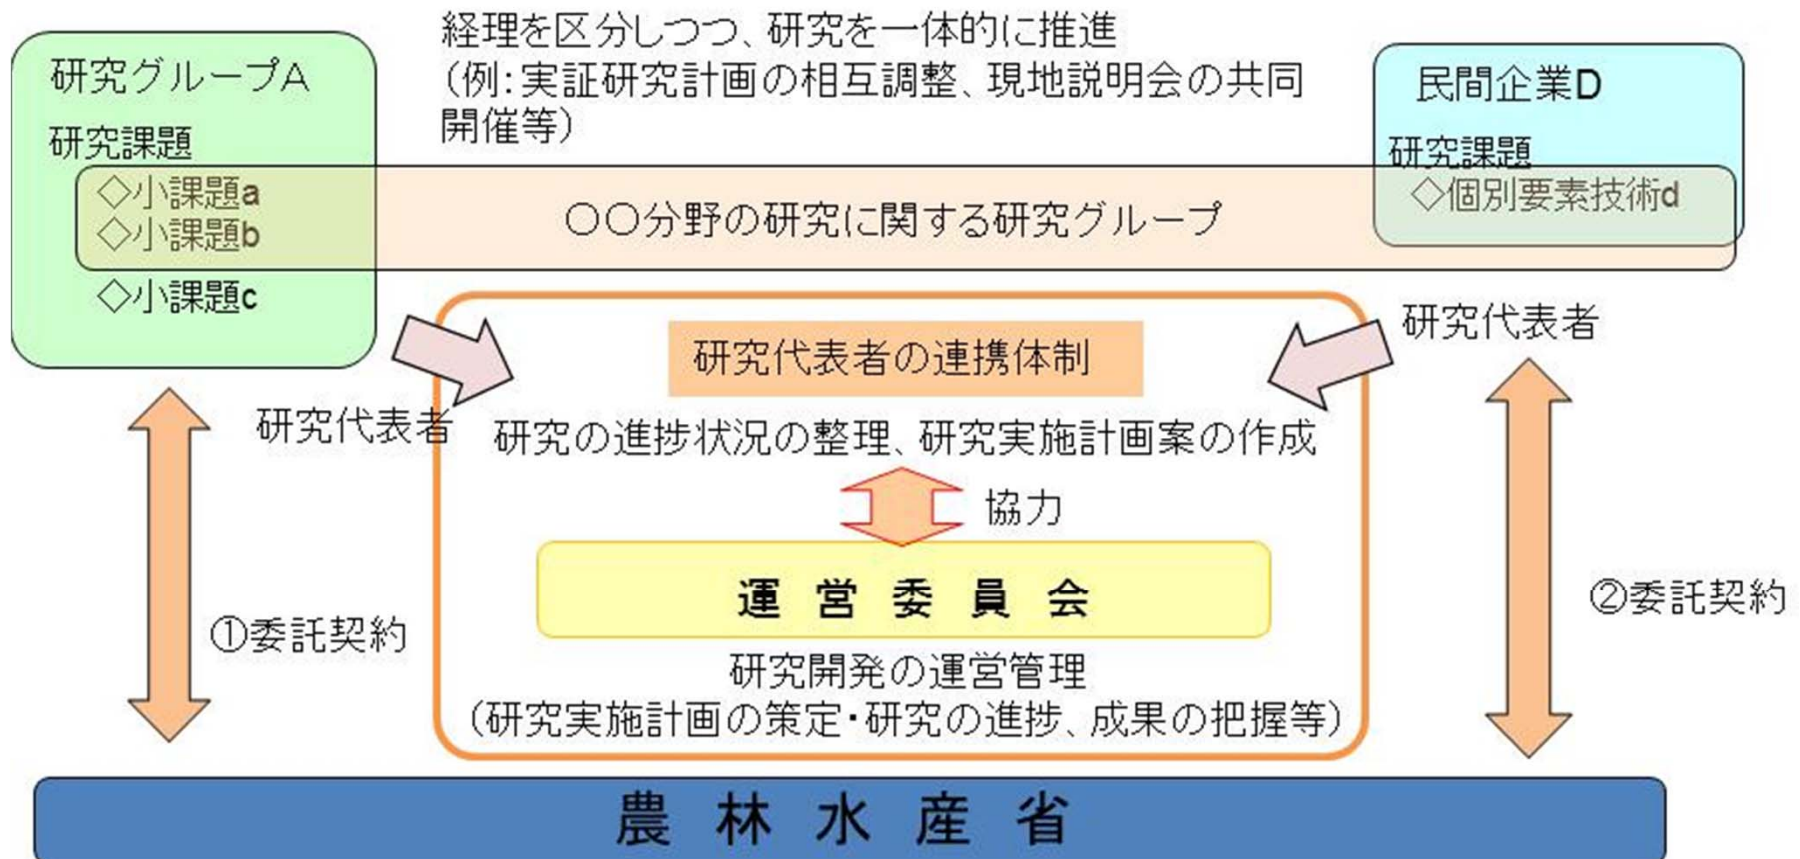 経理を区分しつつ、研究を一体的に推進
(例:実証研究計画の相互調整、現地説明会の共同
開催等)
研究グループA
研究課題
◇小課題a
◇小課題b
◇小課題c
民間企業D
研究課題
◇個別要素技術d
〇〇分野の研究に関する研究グループ
研究代表者
研究代表者の連携体制
研究代表者
研究の進捗状況の整理、研究実施計画案の作成
協力
運営委員会
①委託契約
②委託契約
研究開発の運営管理
(研究実施計画の策定・研究の進捗、成果の把握等)
農林水産省